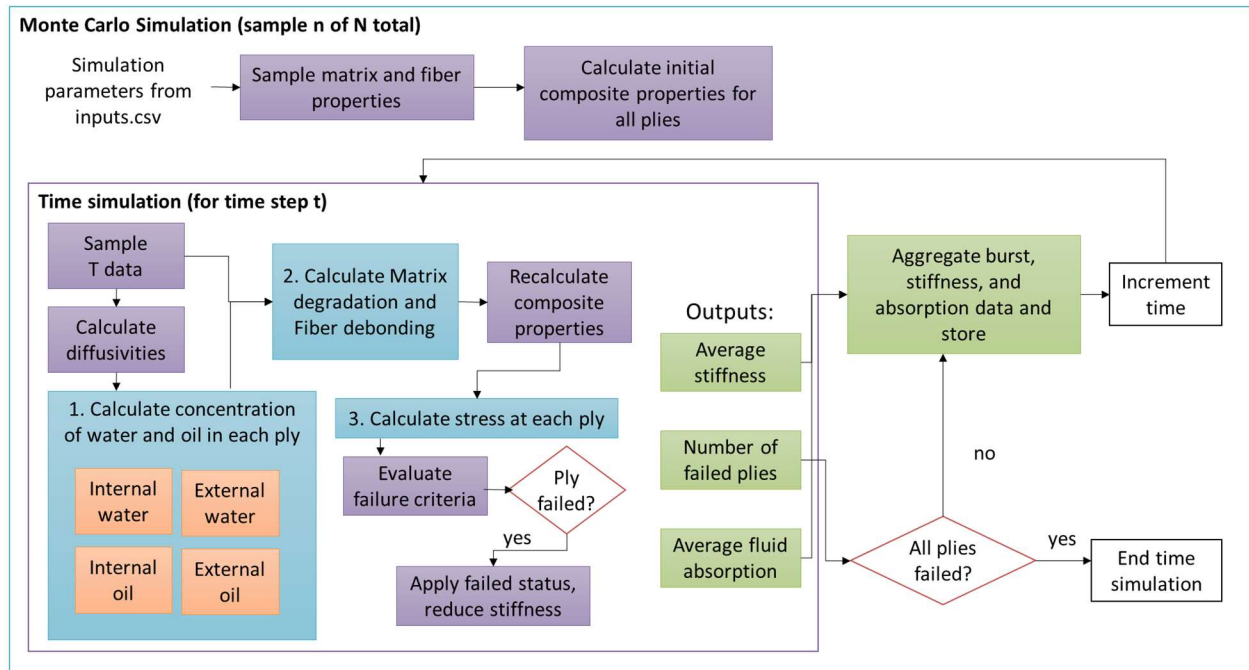 Monte Carlo Simulation (sample n of N total)
Simulation
parameters from
inputs.csv
Sample matrix and fiber
properties
Calculate initial
composite properties for
all plies
Time simulation (for time step t)
Sample
T data
Calculate
diffusivities
1. Calculate concentration
of water and oil in each ply
Internal
water
External
water
Internal
oil
External
oil
2. Calculate Matrix
degradation and
Fiber debonding
Recalculate
composite
properties
3. Calculate stress at each ply
Evaluate
failure criteria
Ply
failed?
yes
Apply failed status,
reduce stiffness
Outputs:
Average
stiffness
Number of
failed plies
Average fluid
absorption
Aggregate burst,
stiffness, and
absorption data and
store
Increment
time
no
All plies
failed?
yes
End time
simulation